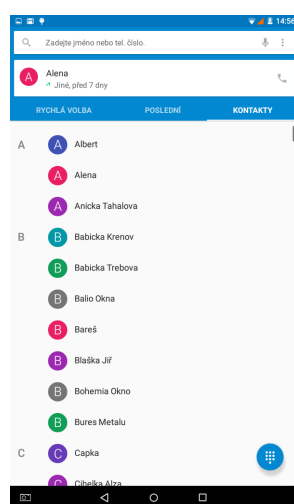 14:56
Zadejte jméno nebo tel. číslo.
A
Alena
Jiné, před 7 dny
RYCHLÁ VOLBA POSLEDNÍ KONTAKTY
A
A Albert
A Alena
A Anicka Tahalova
B
B Babicka Krenov
B Babicka Trebova
B Balio Okna
B Bareš
B Blaška Jiř
B Bohemia Okno
B Bures Metalu
C
C Capka
C Cihelka Alza